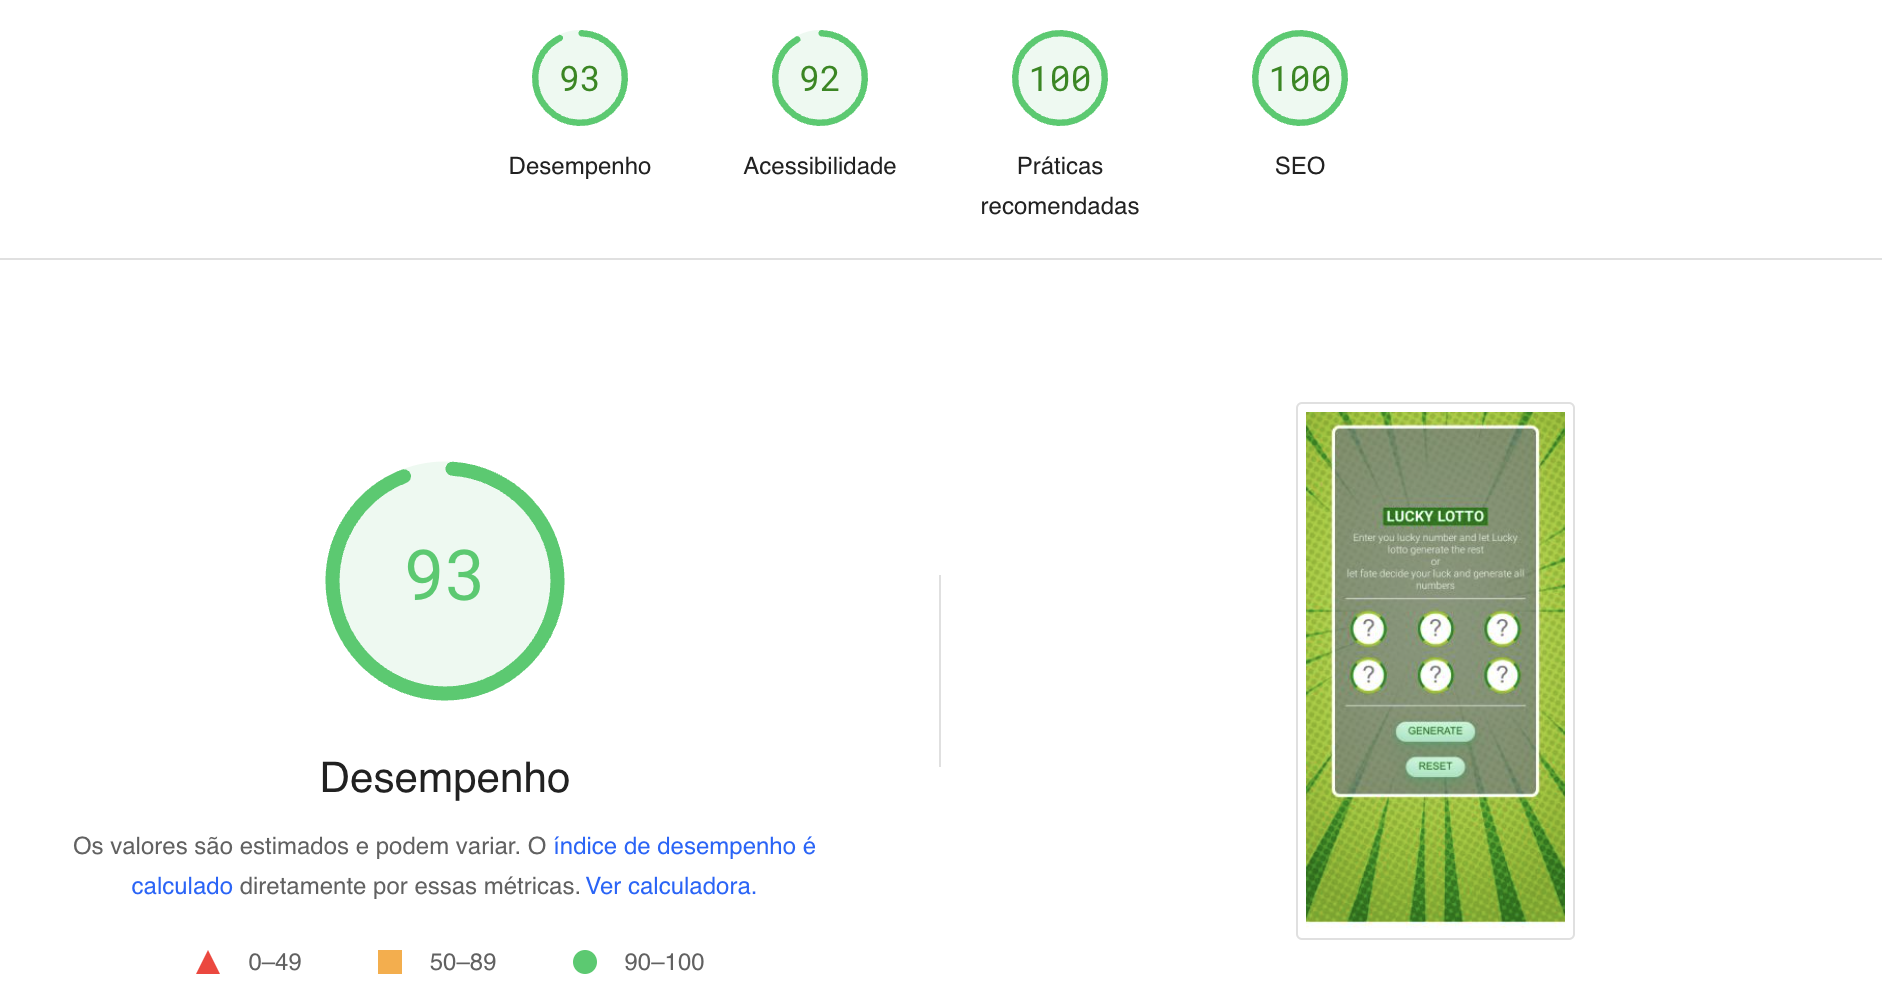 93
92
100
100
Desempenho
Acessibilidade
Práticas
recomendadas
SEO
93
Desempenho
Os valores são estimados e podem variar. O índice de desempenho é
calculado diretamente por essas métricas. Ver calculadora.
0–49
50–89
90–100
LUCKY LOTTO
Enter you lucky number and let Lucky
lotto generate the rest
or
let fate decide your luck and generate all
numbers
? ? ?
? ? ?
GENERATE
RESET